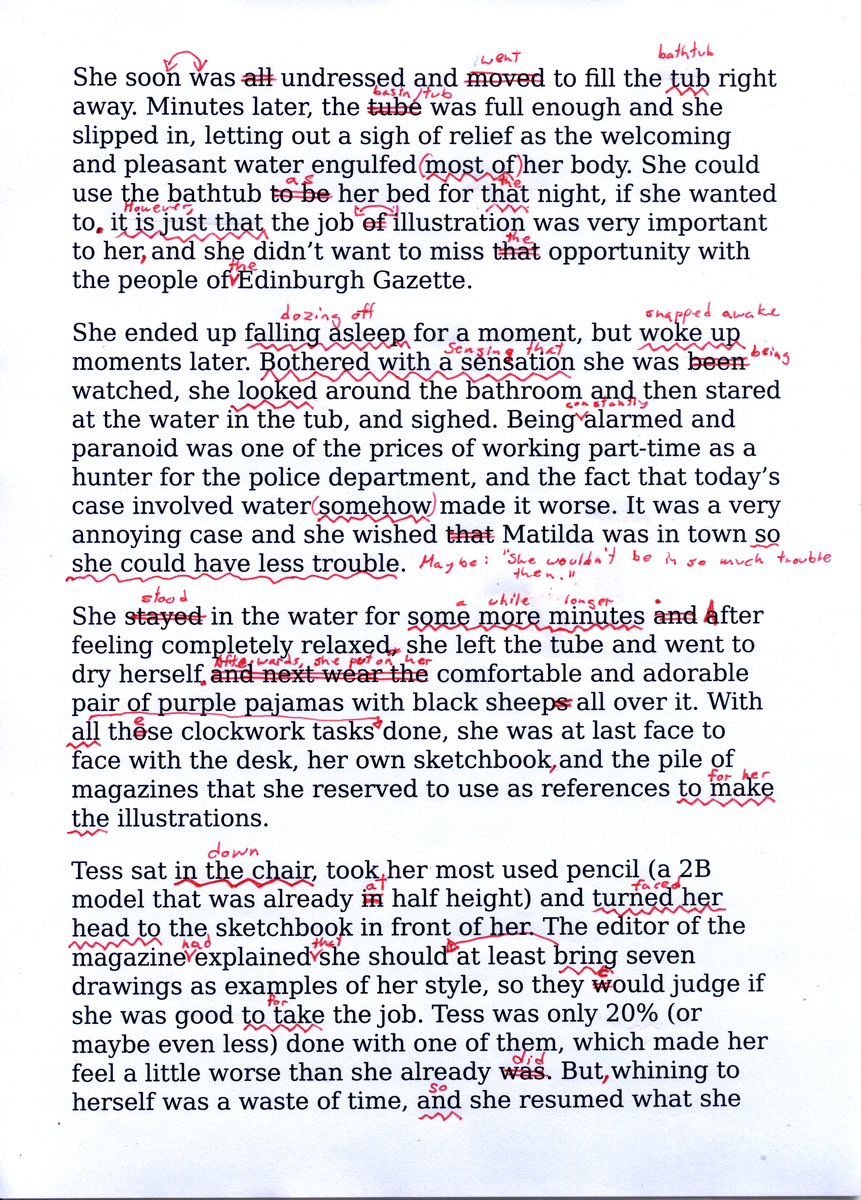 went bathtub
She soon was all undressed and moved to fill the tub right
basin/tub
away. Minutes later, the tube was full enough and she
slipped in, letting out a sigh of relief as the welcoming
and pleasant water engulfed (most of) her body. She could
as the
use the bathtub to be her bed for that night, if she wanted
However,
to. it is just that the job of illustration was very important
the
to her, and she didn’t want to miss that opportunity with
the
the people of Edinburgh Gazette.
dozing off snapped awake
She ended up falling asleep for a moment, but woke up
sensing that being
moments later. Bothered with a sensation she was been
watched, she looked around the bathroom and then stared
constantly
at the water in the tub, and sighed. Being alarmed and
paranoid was one of the prices of working part-time as a
hunter for the police department, and the fact that today’s
case involved water (somehow) made it worse. It was a very
annoying case and she wished that Matilda was in town so
she could have less trouble. Maybe: "She wouldn't be in so much trouble
then."
stood a while longer
She stayed in the water for some more minutes and. After
feeling completely relaxed, she left the tube and went to
Afterwards, she put on her
dry herself. and next wear the comfortable and adorable
pair of purple pajamas with black sheeps all over it. With
e
all those clockwork tasks done, she was at last face to
face with the desk, her own sketchbook, and the pile of
for her
magazines that she reserved to use as references to make
the illustrations.
down
Tess sat in the chair, took her most used pencil (a 2B
at faced
model that was already in half height) and turned her
head to the sketchbook in front of her. The editor of the
had that
magazine explained she should at least bring seven
c
drawings as examples of her style, so they would judge if
for
she was good to take the job. Tess was only 20% (or
maybe even less) done with one of them, which made her
did
feel a little worse than she already was. But, whining to
so
herself was a waste of time, and she resumed what she